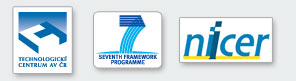 TECHNOLOGICKÉ
CENTRUM AV ČR
SEVENTH FRAMEWORK
PROGRAMME
nicer